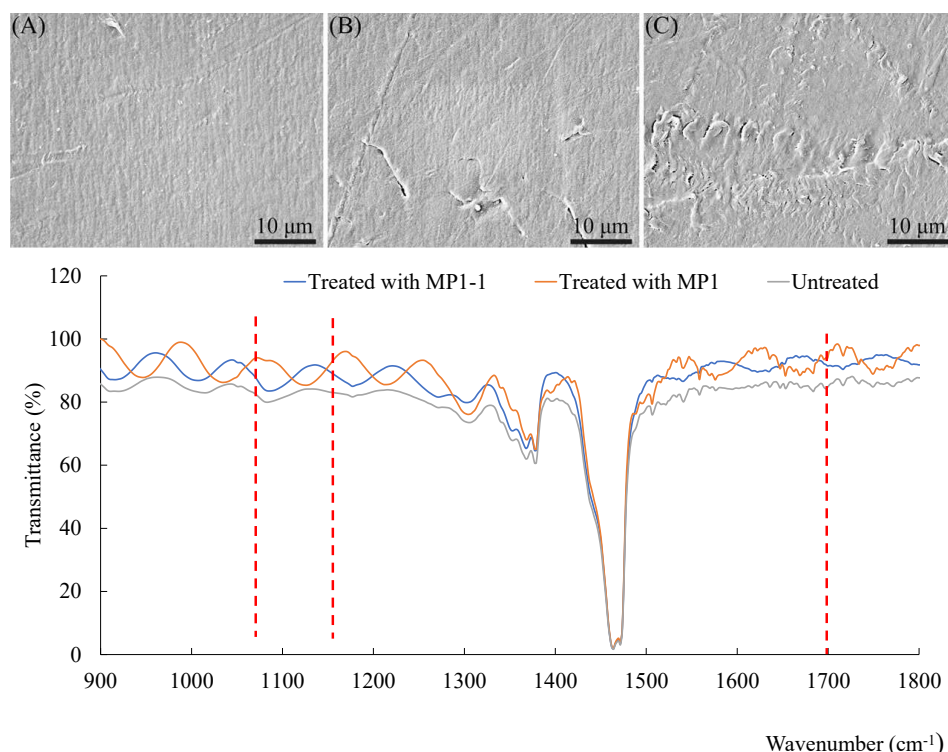 (A) (B) (C)
10 μm 10 μm 10 μm
120
Treated with MP1-1 Treated with MP1 Untreated
100
80
60
40
20
0
Transmittance (%)
900 1000 1100 1200 1300 1400 1500 1600 1700 1800
Wavenumber (cm⁻¹)